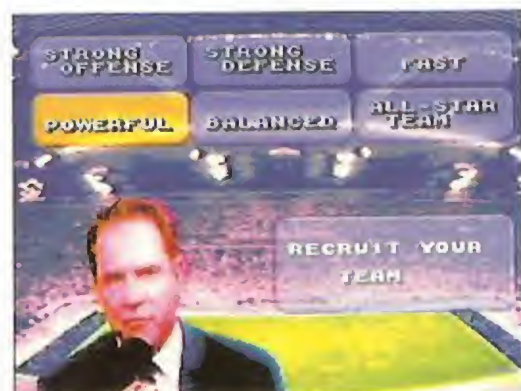 STRONG
OFFENSE
STRONG
DEFENSE
FAST
POWERFUL
BALANCED
ALL-STAR
TEAM
RECRUIT YOUR
TEAM